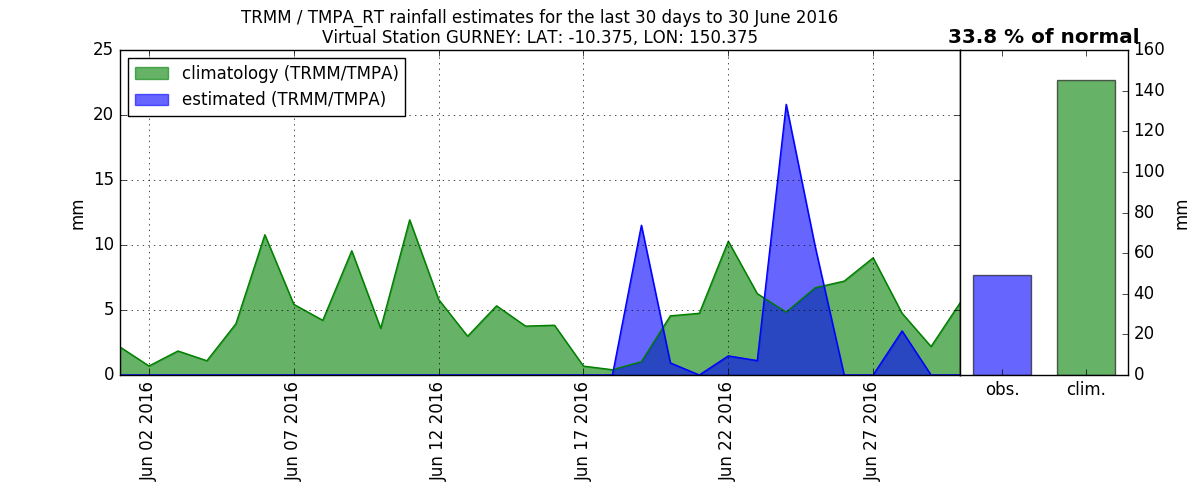 TRMM / TMPA_RT rainfall estimates for the last 30 days to 30 June 2016
Virtual Station GURNEY: LAT: -10.375, LON: 150.375
33.8 % of normal
climatology (TRMM/TMPA)
estimated (TRMM/TMPA)
25
20
15
10
5
0
mm
Jun 02 2016
Jun 07 2016
Jun 12 2016
Jun 17 2016
Jun 22 2016
Jun 27 2016
160
140
120
100
80
60
40
20
0
mm
obs.
clim.